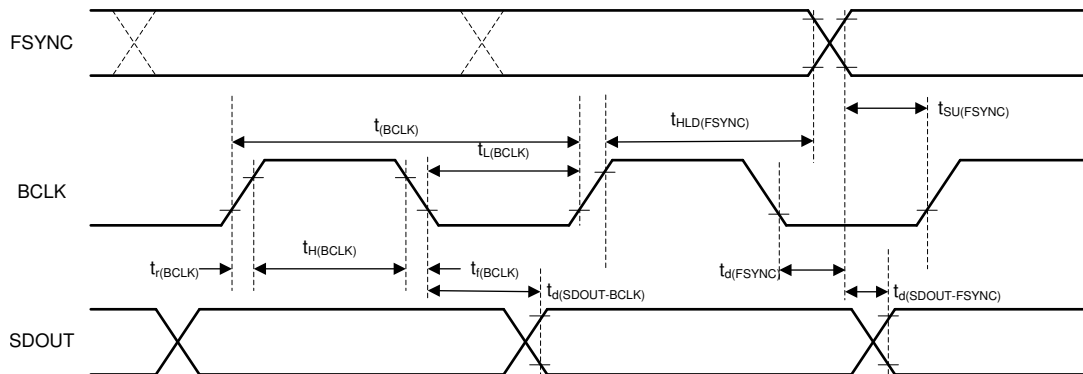 FSYNC
t(BCLK)
tHLD(FSYNC)
tSU(FSYNC)
tL(BCLK)
BCLK
tr(BCLK)
tH(BCLK)
tf(BCLK)
td(FSYNC)
td(SDOUT-BCLK)
td(SDOUT-FSYNC)
SDOUT